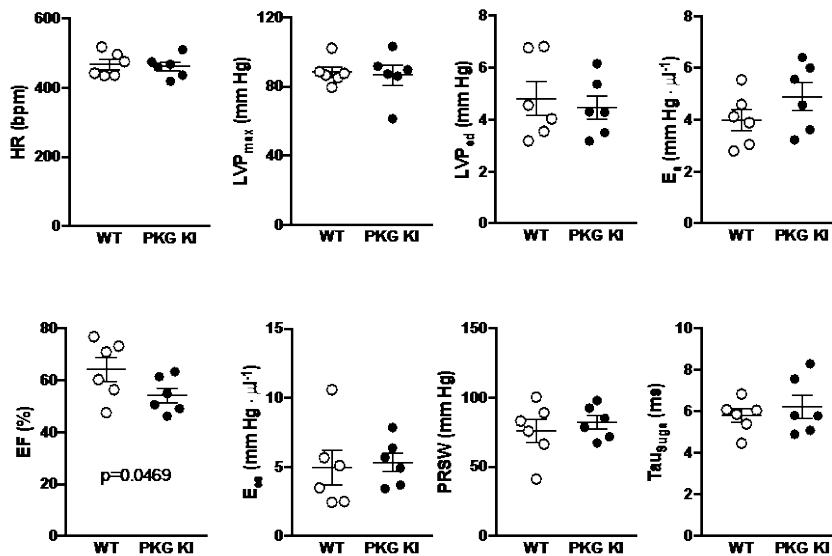 HR (bpm)
600
400
200
0
WT PKG KI
LVPmax (mm Hg)
120
80
40
0
WT PKG KI
LVPed (mm Hg)
8
6
4
2
0
WT PKG KI
Ea (mm Hg · µl-1)
8
6
4
2
0
WT PKG KI
EF (%)
80
60
40
20
0
p=0.0469
WT PKG KI
Ees (mm Hg · µl-1)
15
10
5
0
WT PKG KI
PRSW (mm Hg)
150
100
50
0
WT PKG KI
TauSuga (ms)
10
8
6
4
2
0
WT PKG KI